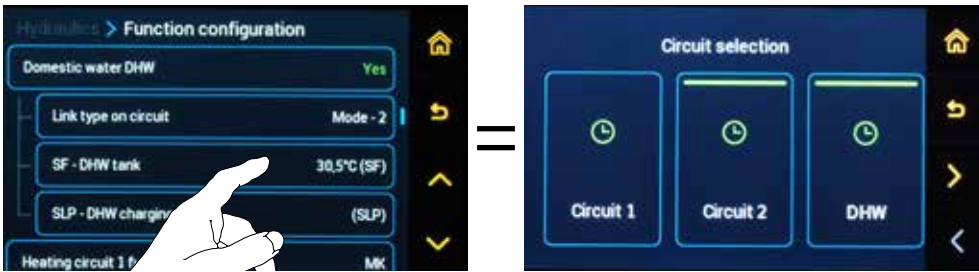 Hydraulics > Function configuration
Domestic water DHW Yes
Link type on circuit Mode - 2
SF - DHW tank 30,5°C (SF)
SLP - DHW charging (SLP)
Heating circuit 1 MK
=
Circuit selection
Circuit 1 Circuit 2 DHW